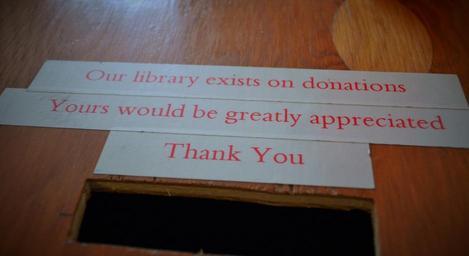 Our library exists on donations
Yours would be greatly appreciated
Thank You